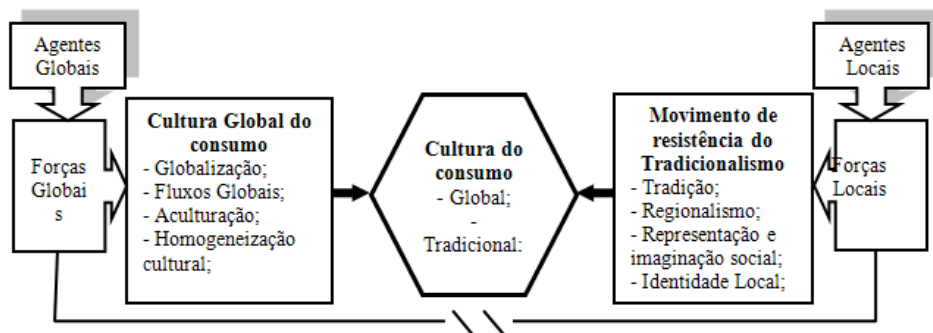 Agentes
Globais
Forças
Globai
s
Cultura Global do
consumo
- Globalização;
- Fluxos Globais;
- Aculturação;
- Homogeneização
cultural;
Cultura do
consumo
- Global;
-
Tradicional:
Movimento de
resistência do
Tradicionalismo
- Tradição;
- Regionalismo;
- Representação e
imaginação social;
- Identidade Local;
Agentes
Locais
Forças
Locais